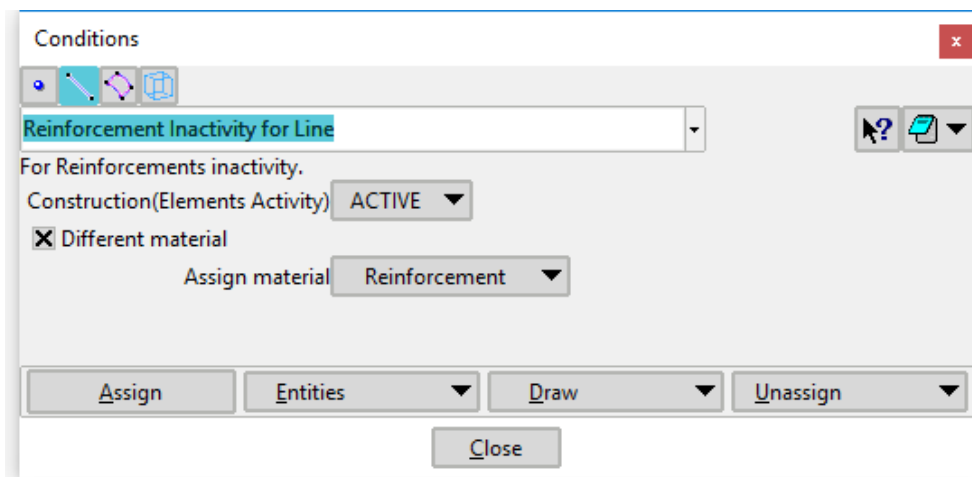 Conditions
x
Reinforcement Inactivity for Line
?
For Reinforcements inactivity.
Construction(Elements Activity) ACTIVE
Different material
Assign material Reinforcement
Assign Entities Draw Unassign
Close